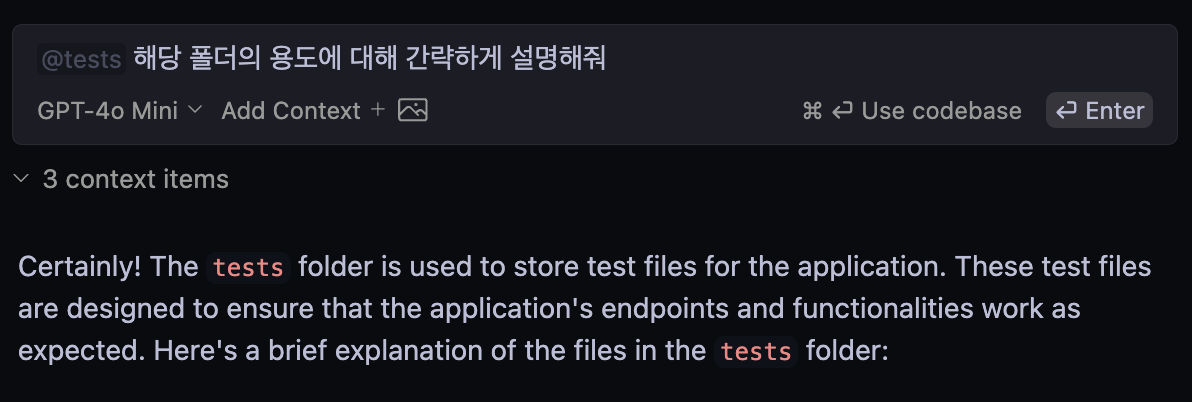 @tests 해당 폴더의 용도에 대해 간략하게 설명해줘
GPT-4o Mini Add Context + ⌘ ↵ Use codebase ↵ Enter
3 context items
Certainly! The tests folder is used to store test files for the application. These test files
are designed to ensure that the application's endpoints and functionalities work as
expected. Here's a brief explanation of the files in the tests folder: